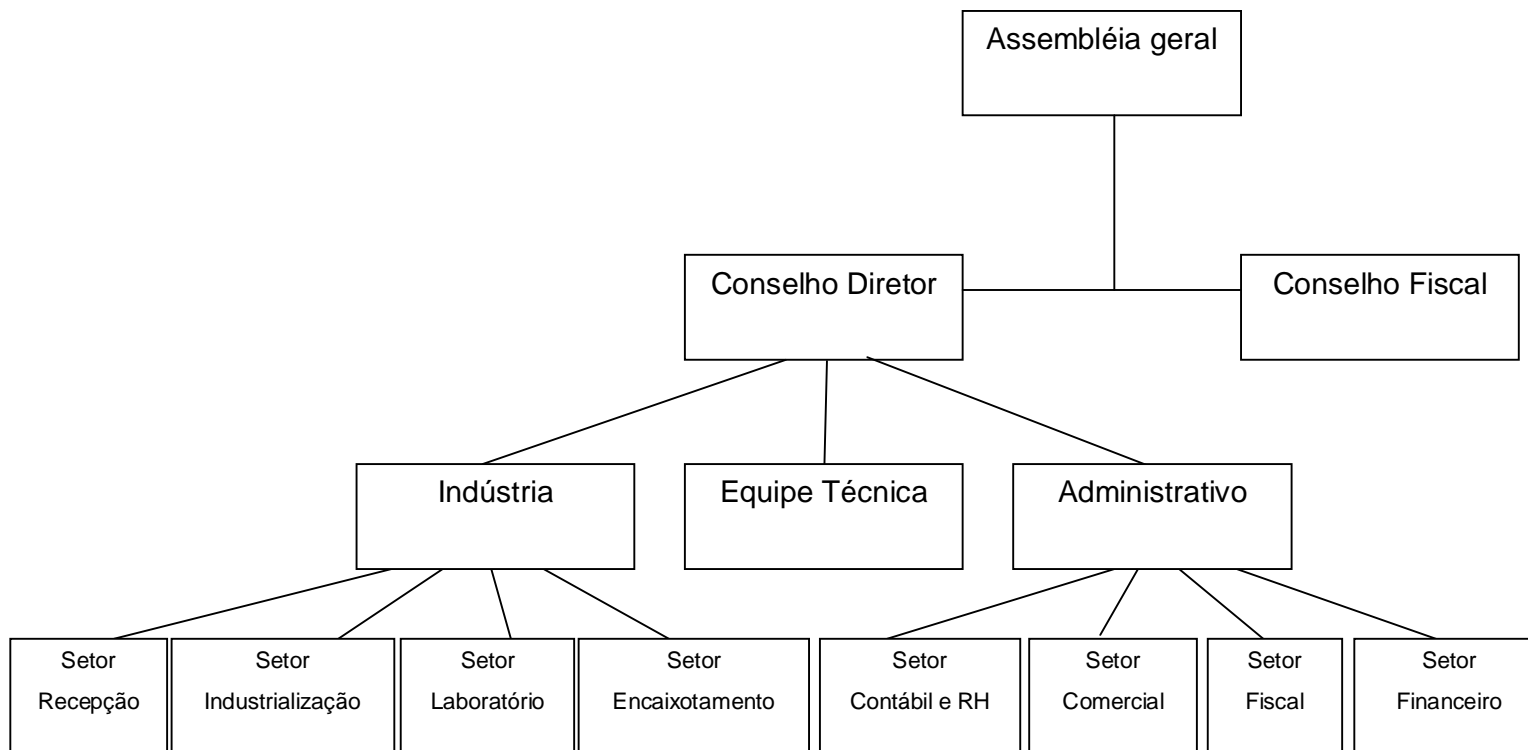 Assembléia geral
Conselho Diretor
Conselho Fiscal
Indústria
Equipe Técnica
Administrativo
Setor
Recepção
Setor
Industrialização
Setor
Laboratório
Setor
Encaixotamento
Setor
Contábil e RH
Setor
Comercial
Setor
Fiscal
Setor
Financeiro